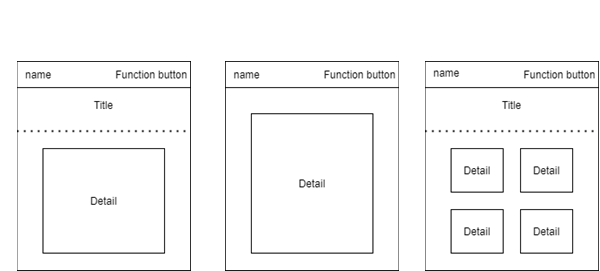 name Function button
Title
Detail
name Function button
Detail
name Function button
Title
Detail Detail
Detail Detail